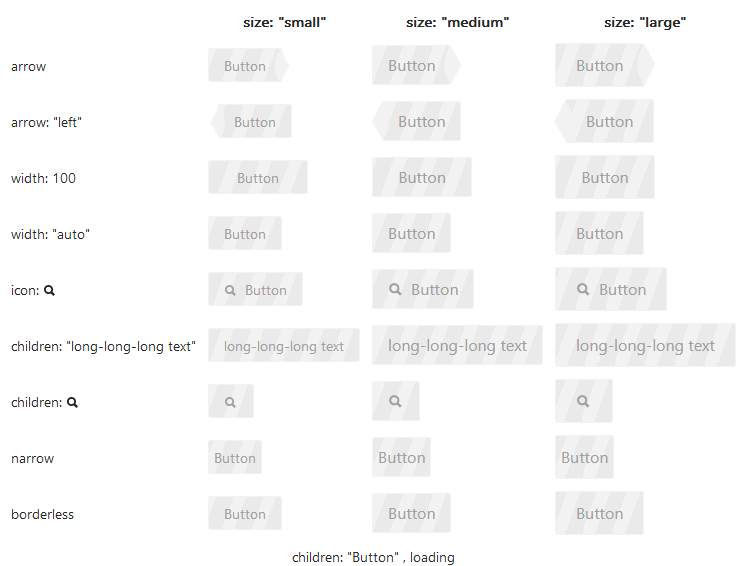 size: "small" size: "medium" size: "large"
arrow Button Button Button
arrow: "left" Button Button Button
width: 100 Button Button Button
width: "auto" Button Button Button
icon: Button Button Button
children: "long-long-long text" long-long-long text long-long-long text long-long-long text
children:
narrow Button Button Button
borderless Button Button Button
children: "Button" , loading